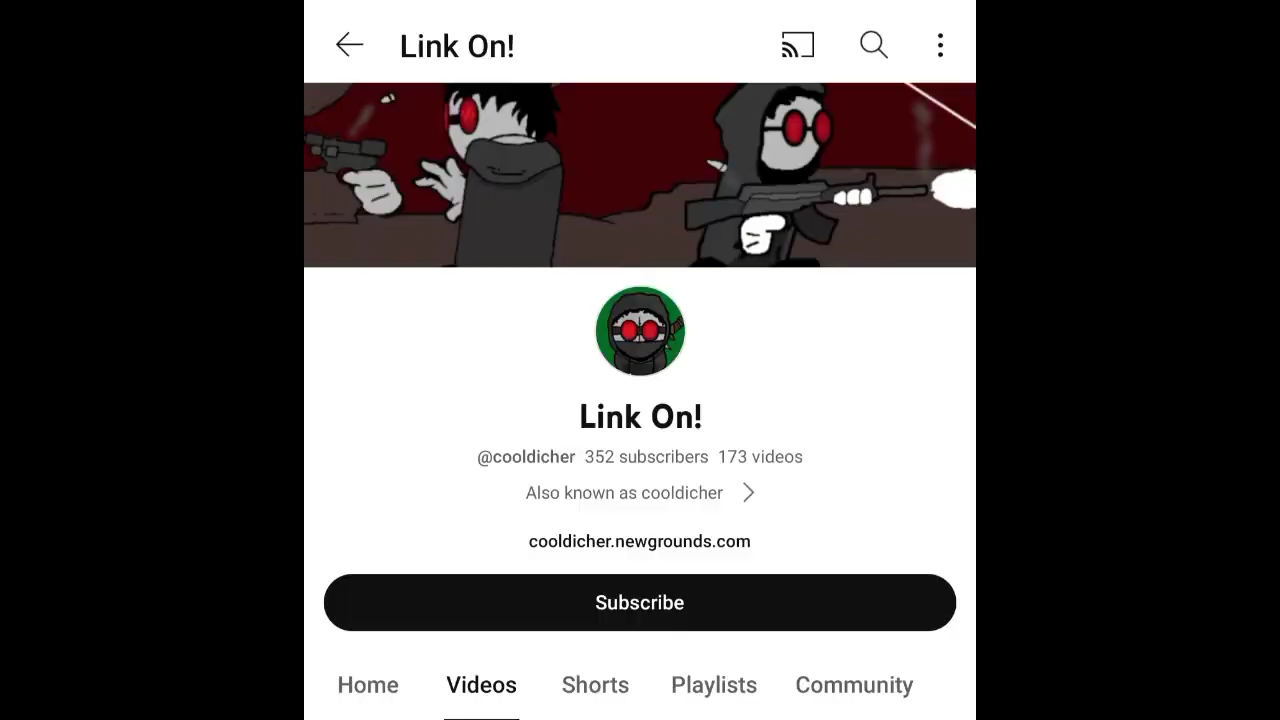 Link On!
Link On!
@cooldicher 352 subscribers 173 videos
Also known as cooldicher
cooldicher.newgrounds.com
Subscribe
Home Videos Shorts Playlists Community